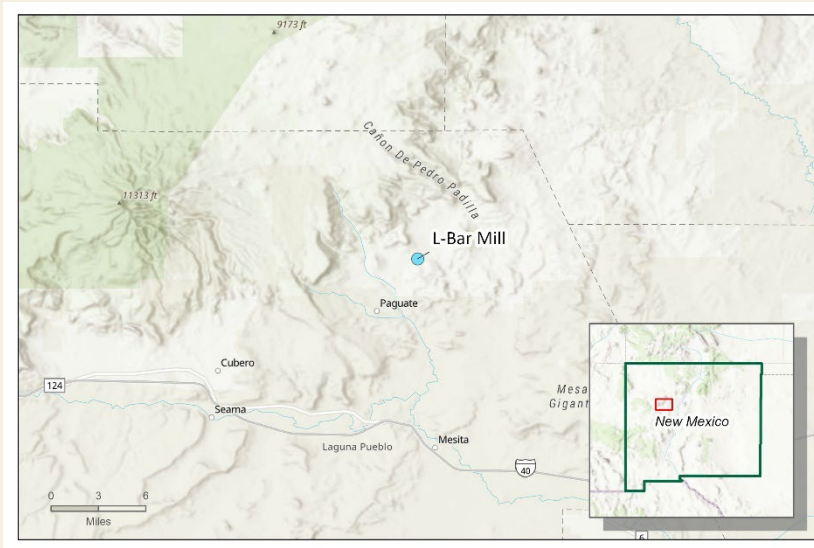 9173 ft
Cañon De Pedro Padilla
11313 ft
L-Bar Mill
Paguate
Cubero
124
Mesa
Gigant
Seama
New Mexico
Laguna Pueblo
Mesita
40
0 3 6
Miles
6